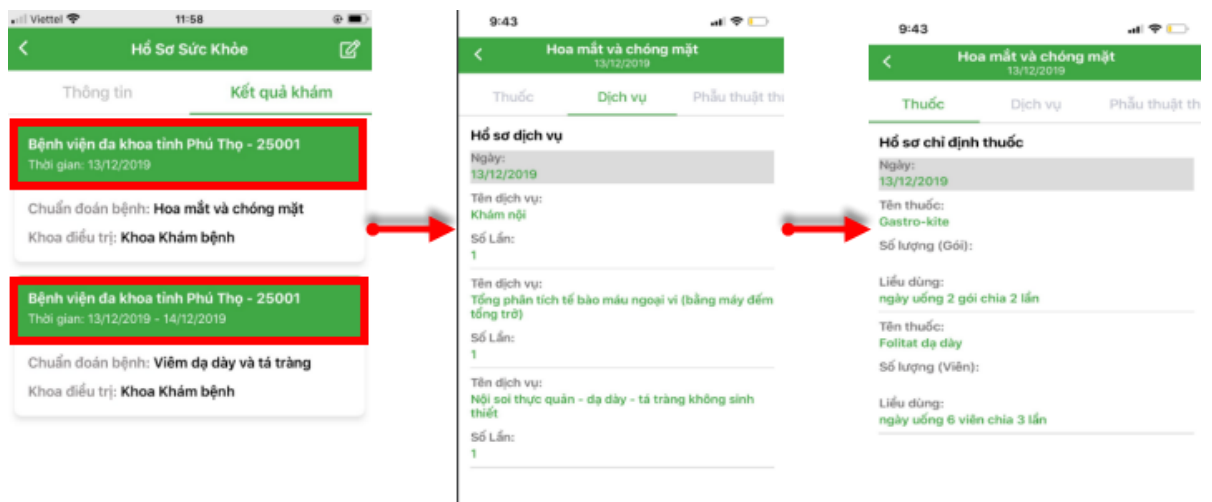 Viettel 11:58
Hồ Sơ Sức Khỏe
Thông tin Kết quả khám
Bệnh viện đa khoa tỉnh Phú Thọ - 25001
Thời gian: 13/12/2019
Chuẩn đoán bệnh: Hoa mắt và chóng mặt
Khoa điều trị: Khoa Khám bệnh
Bệnh viện đa khoa tỉnh Phú Thọ - 25001
Thời gian: 13/12/2019 - 14/12/2019
Chuẩn đoán bệnh: Viêm dạ dày và tá tràng
Khoa điều trị: Khoa Khám bệnh
9:43
Hoa mắt và chóng mặt
13/12/2019
Thuốc Dịch vụ Phẫu thuật thu
Hồ sơ dịch vụ
Ngày:
13/12/2019
Tên dịch vụ:
Khám nội
Số Lần:
1
Tên dịch vụ:
Tổng phân tích tế bào máu ngoại vi (bằng máy đếm
tổng trở)
Số Lần:
1
Tên dịch vụ:
Nội soi thực quản - dạ dày - tá tràng không sinh
thiết
Số Lần:
1
9:43
Hoa mắt và chóng mặt
13/12/2019
Thuốc Dịch vụ Phẫu thuật th
Hồ sơ chỉ định thuốc
Ngày:
13/12/2019
Tên thuốc:
Gastro-kite
Số lượng (Gói):
Liều dùng:
ngày uống 2 gói chia 2 lần
Tên thuốc:
Folitat dạ dày
Số lượng (Viên):
Liều dùng:
ngày uống 6 viên chia 3 lần